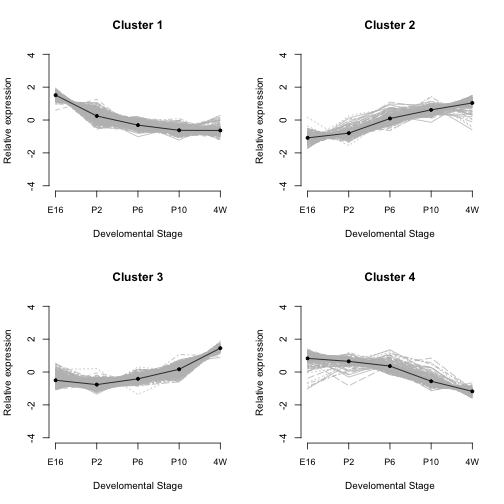 Cluster 1
Relative expression
4
2
0
-2
-4
E16 P2 P6 P10 4W
Develomental Stage
Cluster 2
Relative expression
4
2
0
-2
-4
E16 P2 P6 P10 4W
Develomental Stage
Cluster 3
Relative expression
4
2
0
-2
-4
E16 P2 P6 P10 4W
Develomental Stage
Cluster 4
Relative expression
4
2
0
-2
-4
E16 P2 P6 P10 4W
Develomental Stage